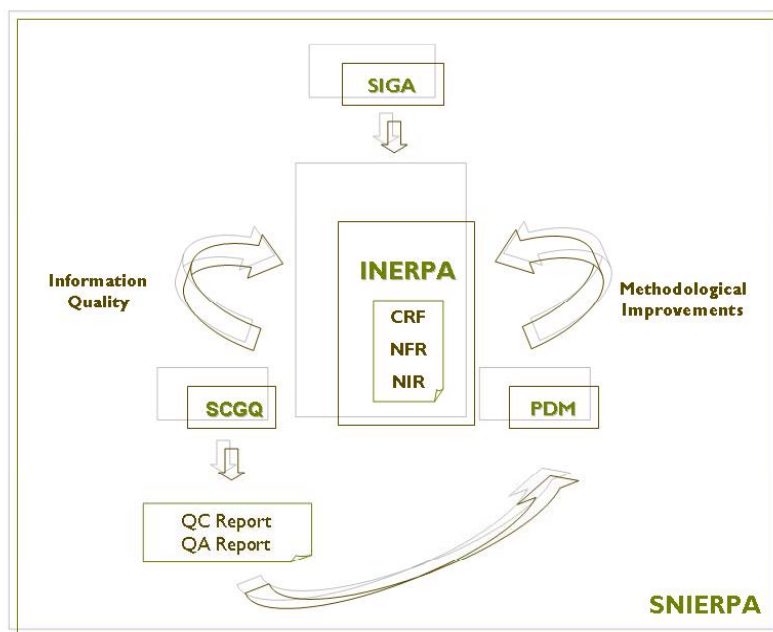 SIGA
INERPA
CRF
NFR
NIR
Information
Quality
Methodological
Improvements
SCGQ
PDM
QC Report
QA Report
SNIERPA